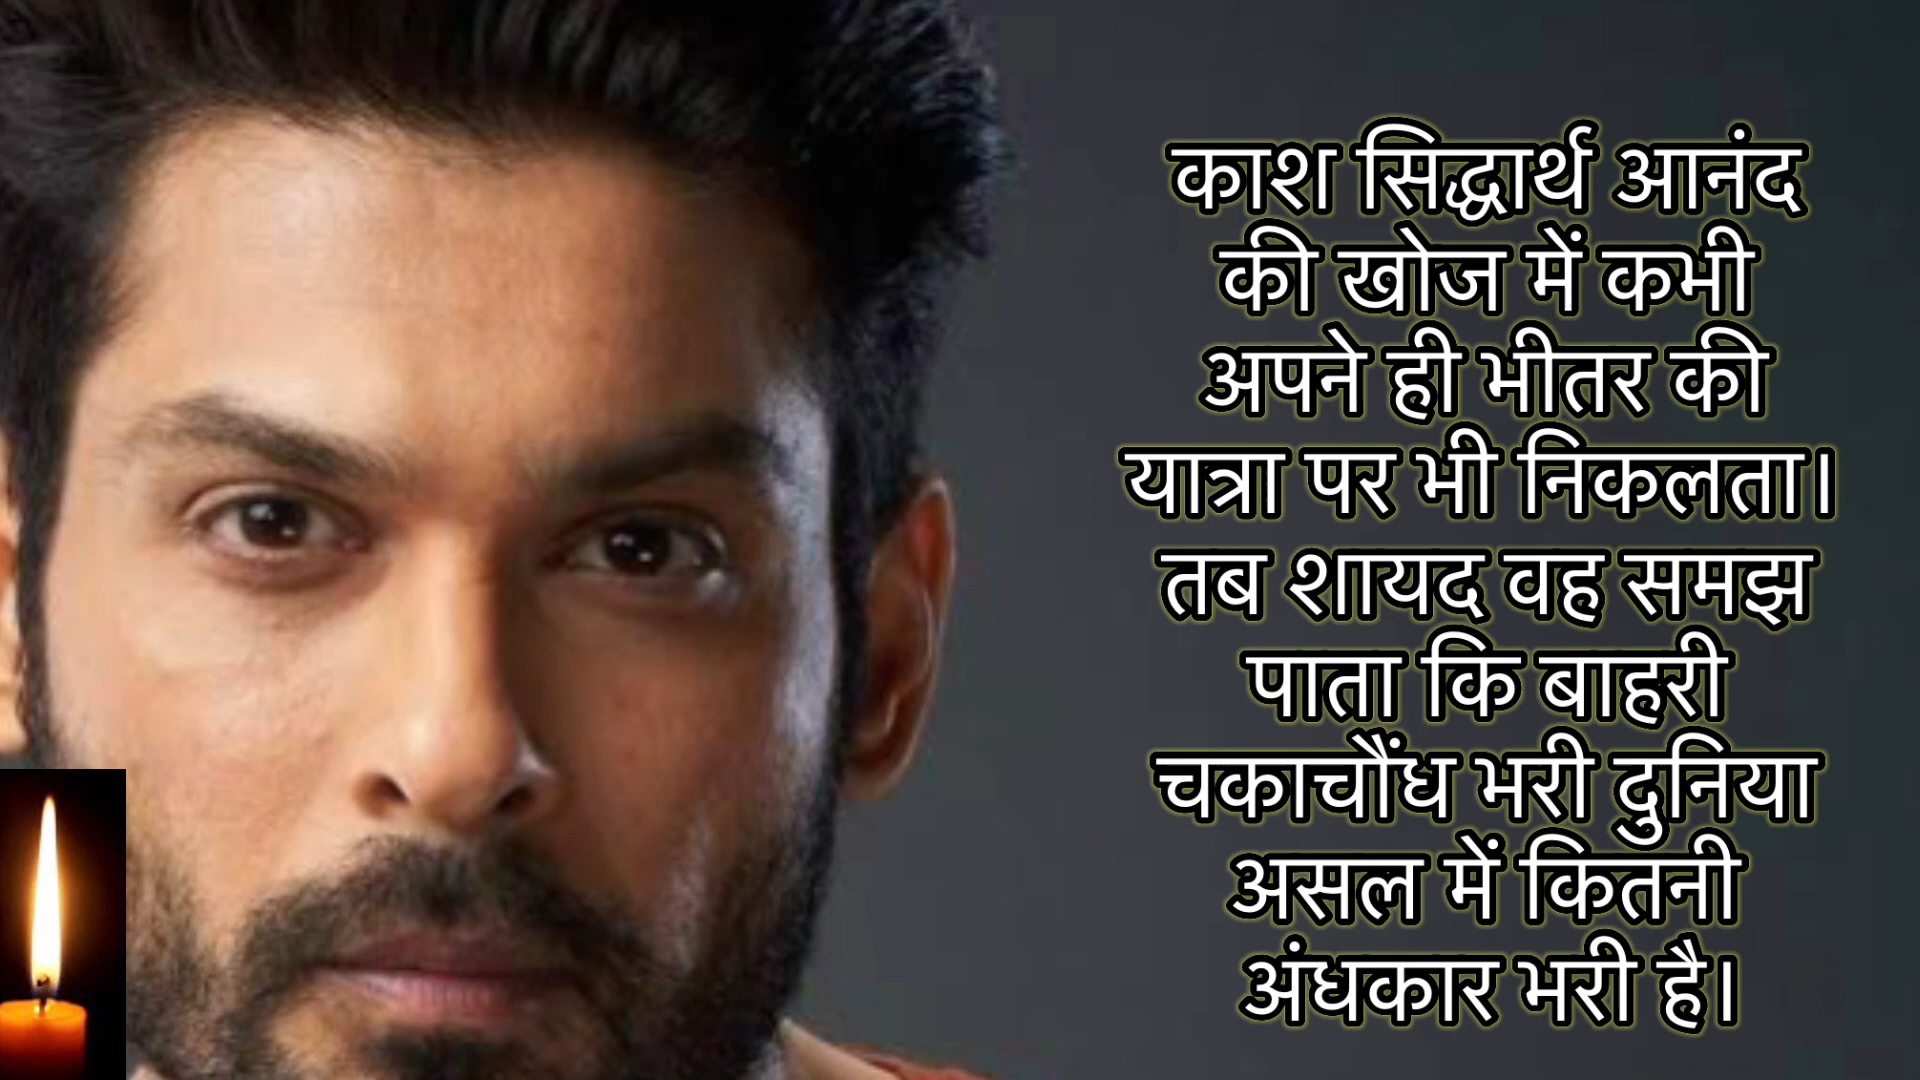 काश सिद्धार्थ आनंद
की खोज में कभी
अपने ही भीतर की
यात्रा पर भी निकलता।
तब शायद वह समझ
पाता कि बाहरी
चकाचौंध भरी दुनिया
असल में कितनी
अंधकार भरी है।